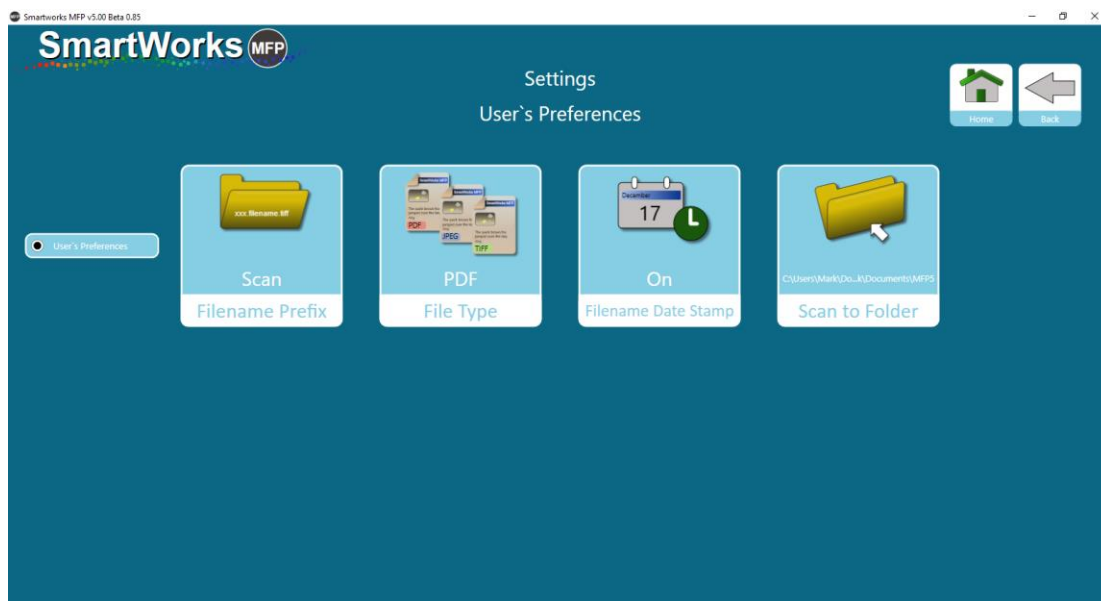 Smartworks MFP v5.00 Beta 0.85
SmartWorks MFP
Settings
User`s Preferences
Home
Back
User`s Preferences
xxx filename.tiff
Scan
Filename Prefix
PDF
JPEG
TIFF
PDF
File Type
December
17
On
Filename Date Stamp
C:\Users\Mark\Do...k\Documents\MFP5
Scan to Folder